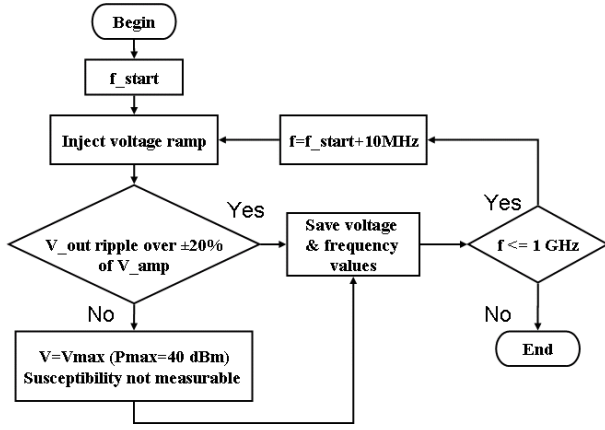 Begin
f_start
Inject voltage ramp
f=f_start+10MHz
Yes
Yes
V_out ripple over ±20%
of V_amp
Save voltage
& frequency
values
f <= 1 GHz
No
No
V=Vmax (Pmax=40 dBm)
Susceptibility not measurable
End